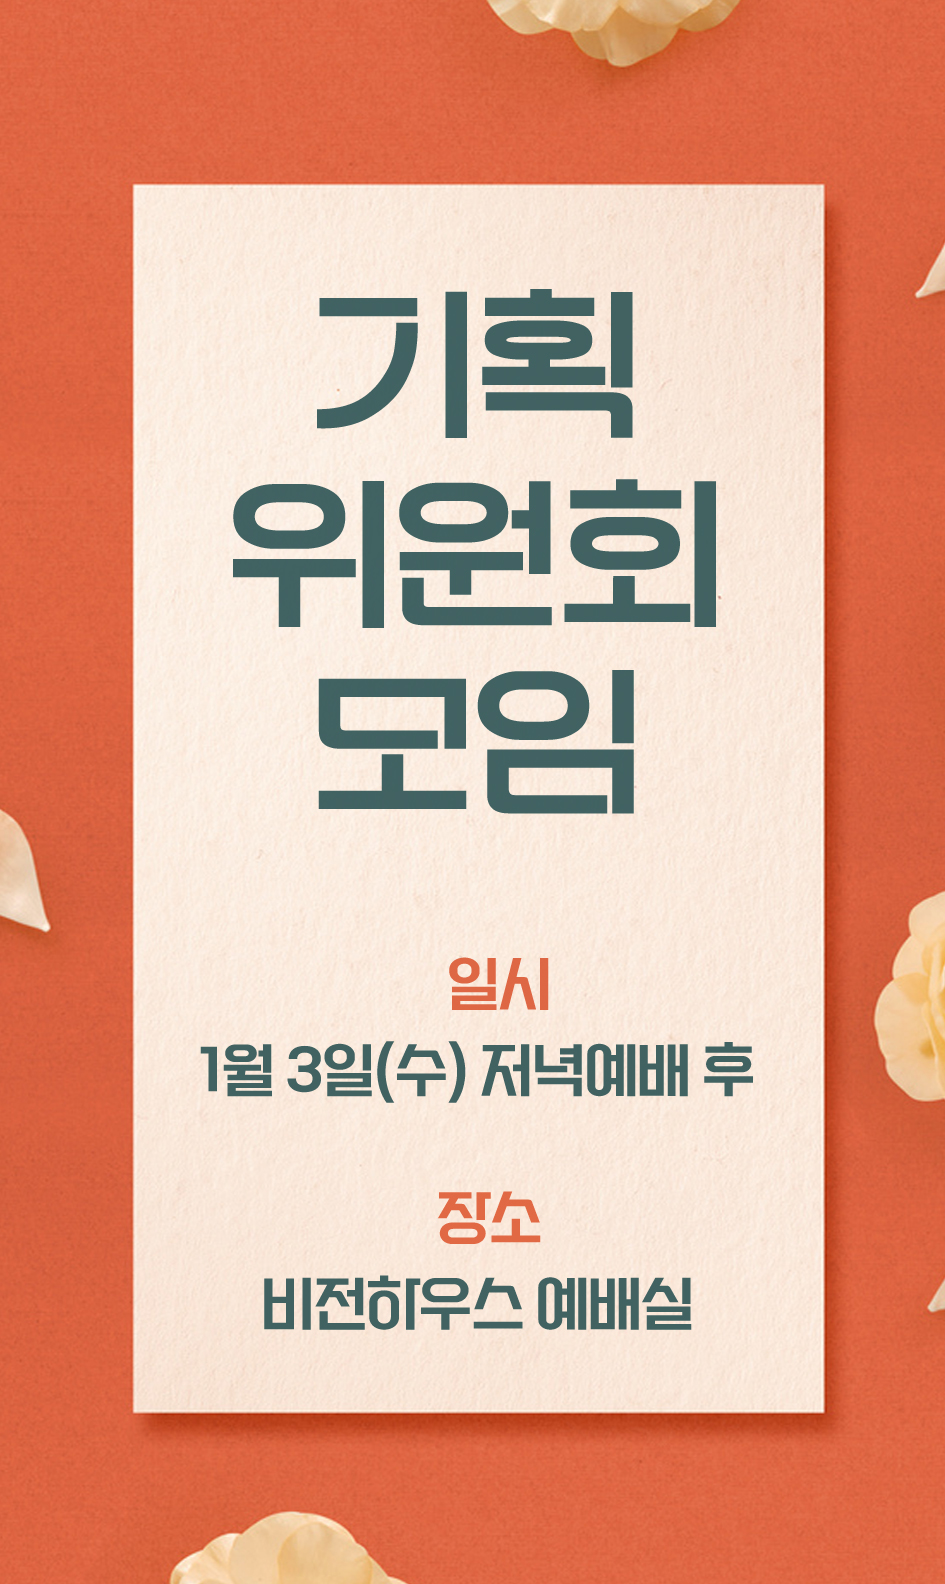 기획
위원회
모임
일시
1월 3일(수) 저녁예배 후
장소
비전하우스 예배실